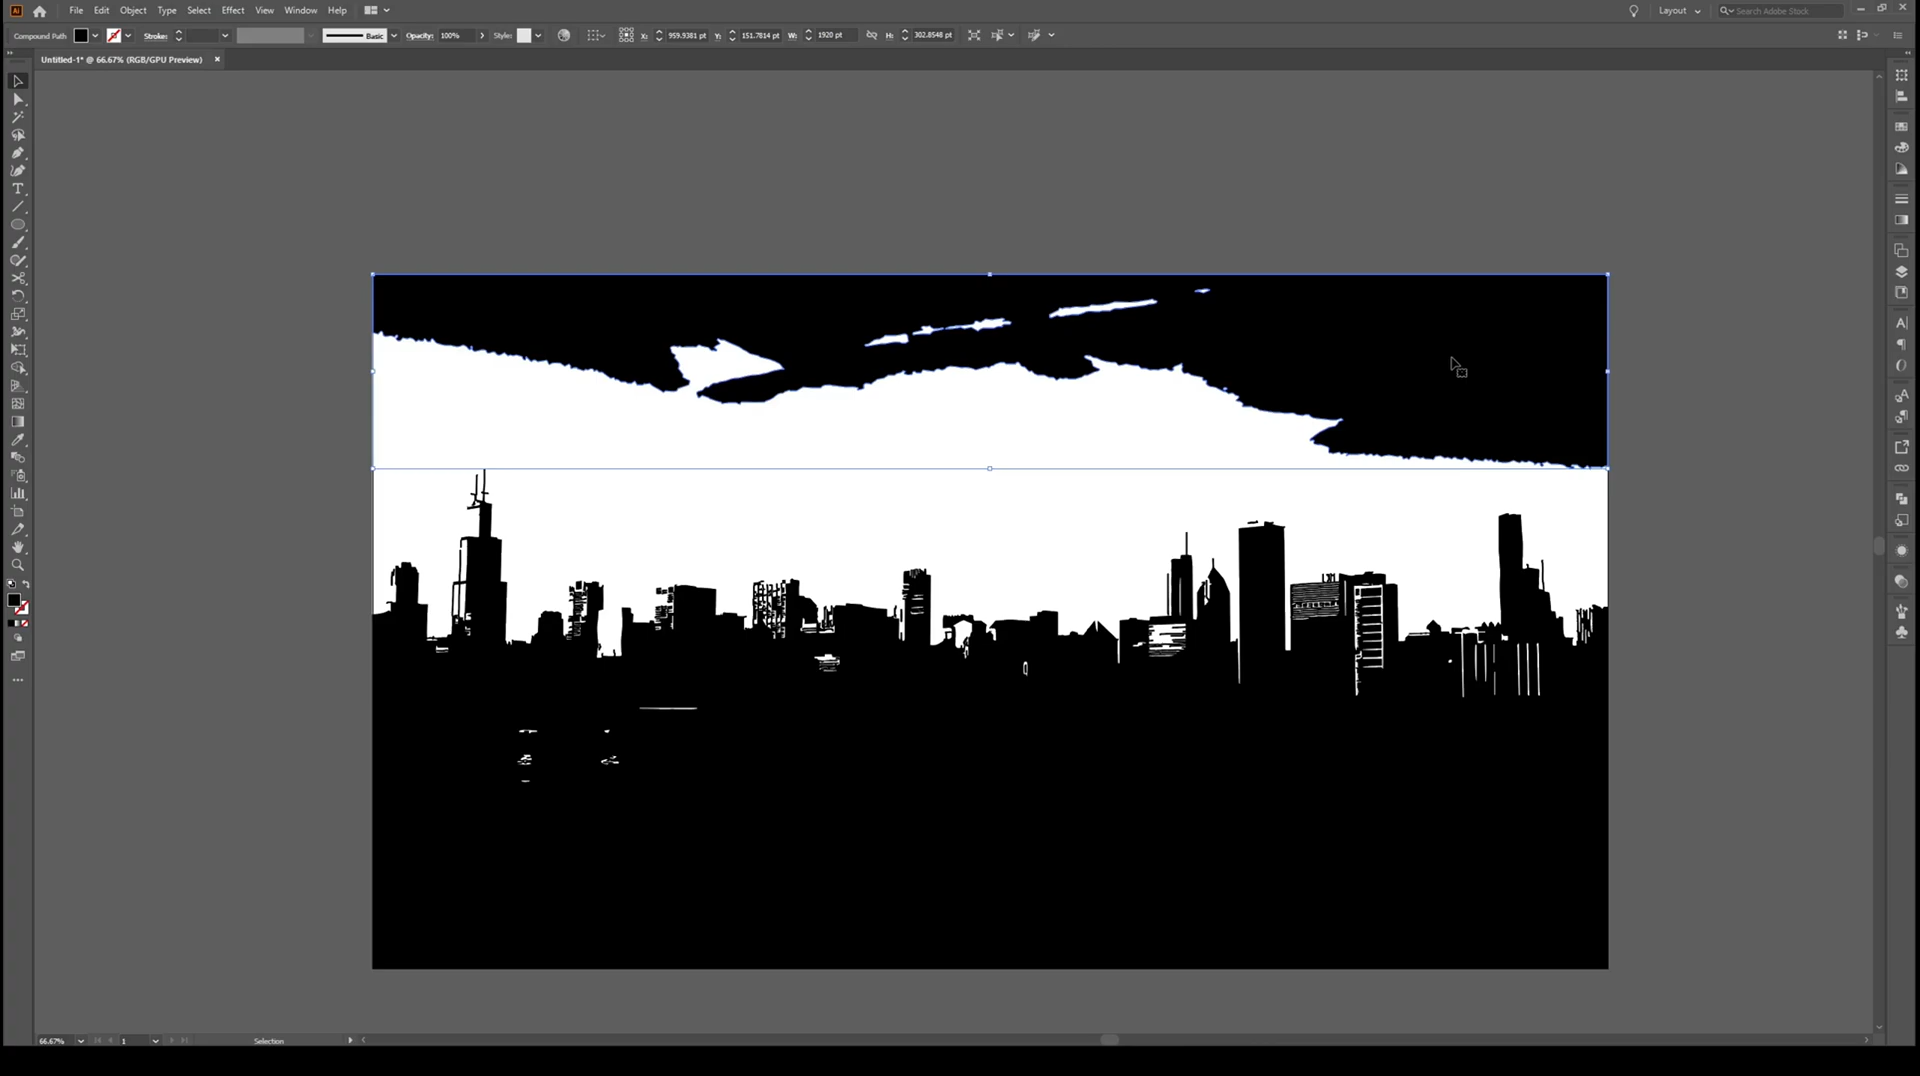 Ai File Edit Object Type Select Effect View Window Help Layout Search Adobe Stock
Compound Path Stroke: Basic Opacity: 100% Style: X: 959.9381 pt Y: 151.7814 pt W: 1920 pt H: 302.8548 pt
Untitled-1* @ 66.67% (RGB/GPU Preview) ×
66.67% 1 Selection